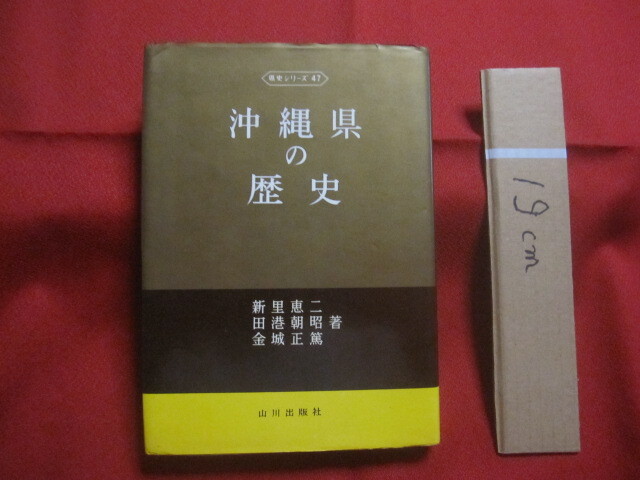 県史シリーズ 47
沖縄県
の
歴史
新里恵二
田港朝昭著
金城正篤
山川出版社
19cm